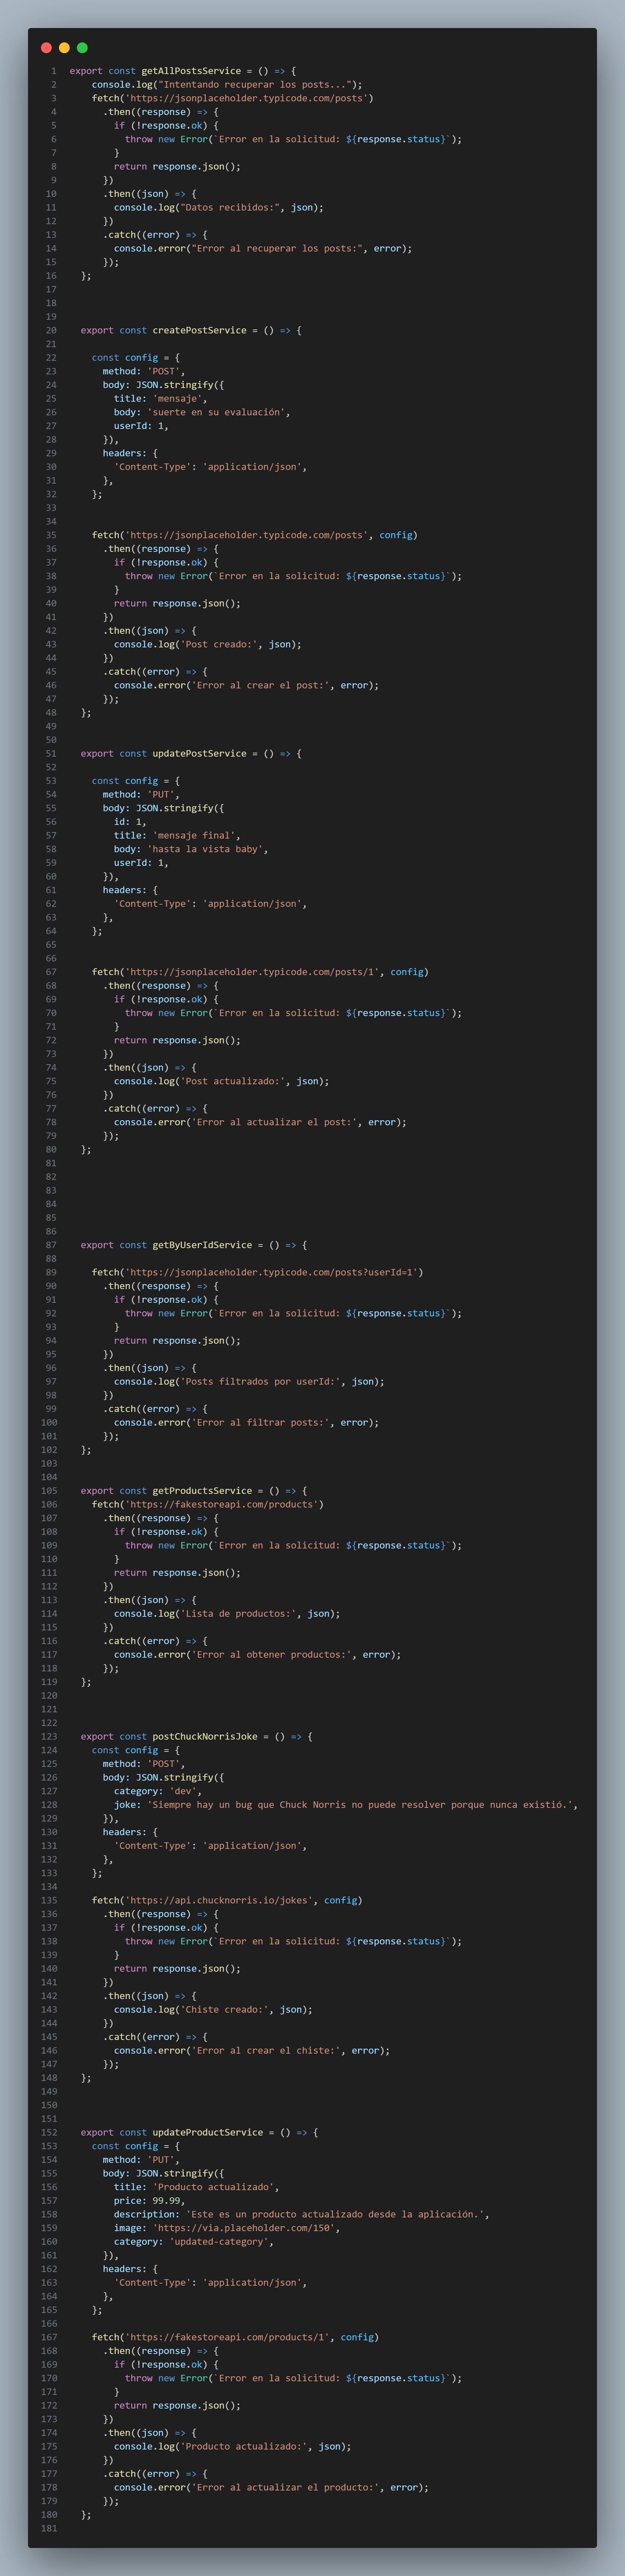 1 export const getAllPostsService = () => {
2     console.log("Intentando recuperar los posts...");
3     fetch('https://jsonplaceholder.typicode.com/posts')
4       .then((response) => {
5         if (!response.ok) {
6           throw new Error(`Error en la solicitud: ${response.status}`);
7         }
8         return response.json();
9       })
10       .then((json) => {
11         console.log("Datos recibidos:", json);
12       })
13       .catch((error) => {
14         console.error("Error al recuperar los posts:", error);
15       });
16   };
17
18
19
20   export const createPostService = () => {
21
22     const config = {
23       method: 'POST',
24       body: JSON.stringify({
25         title: 'mensaje',
26         body: 'suerte en su evaluación',
27         userId: 1,
28       }),
29       headers: {
30         'Content-Type': 'application/json',
31       },
32     };
33
34
35     fetch('https://jsonplaceholder.typicode.com/posts', config)
36       .then((response) => {
37         if (!response.ok) {
38           throw new Error(`Error en la solicitud: ${response.status}`);
39         }
40         return response.json();
41       })
42       .then((json) => {
43         console.log('Post creado:', json);
44       })
45       .catch((error) => {
46         console.error('Error al crear el post:', error);
47       });
48   };
49
50
51   export const updatePostService = () => {
52
53     const config = {
54       method: 'PUT',
55       body: JSON.stringify({
56         id: 1,
57         title: 'mensaje final',
58         body: 'hasta la vista baby',
59         userId: 1,
60       }),
61       headers: {
62         'Content-Type': 'application/json',
63       },
64     };
65
66
67     fetch('https://jsonplaceholder.typicode.com/posts/1', config)
68       .then((response) => {
69         if (!response.ok) {
70           throw new Error(`Error en la solicitud: ${response.status}`);
71         }
72         return response.json();
73       })
74       .then((json) => {
75         console.log('Post actualizado:', json);
76       })
77       .catch((error) => {
78         console.error('Error al actualizar el post:', error);
79       });
80   };
81
82
83
84
85
86
87   export const getByUserIdService = () => {
88
89     fetch('https://jsonplaceholder.typicode.com/posts?userId=1')
90       .then((response) => {
91         if (!response.ok) {
92           throw new Error(`Error en la solicitud: ${response.status}`);
93         }
94         return response.json();
95       })
96       .then((json) => {
97         console.log('Posts filtrados por userId:', json);
98       })
99       .catch((error) => {
100         console.error('Error al filtrar posts:', error);
101       });
102   };
103
104
105   export const getProductsService = () => {
106     fetch('https://fakestoreapi.com/products')
107       .then((response) => {
108         if (!response.ok) {
109           throw new Error(`Error en la solicitud: ${response.status}`);
110         }
111         return response.json();
112       })
113       .then((json) => {
114         console.log('Lista de productos:', json);
115       })
116       .catch((error) => {
117         console.error('Error al obtener productos:', error);
118       });
119   };
120
121
122
123   export const postChuckNorrisJoke = () => {
124     const config = {
125       method: 'POST',
126       body: JSON.stringify({
127         category: 'dev',
128         joke: 'Siempre hay un bug que Chuck Norris no puede resolver porque nunca existió.',
129       }),
130       headers: {
131         'Content-Type': 'application/json',
132       },
133     };
134
135     fetch('https://api.chucknorris.io/jokes', config)
136       .then((response) => {
137         if (!response.ok) {
138           throw new Error(`Error en la solicitud: ${response.status}`);
139         }
140         return response.json();
141       })
142       .then((json) => {
143         console.log('Chiste creado:', json);
144       })
145       .catch((error) => {
146         console.error('Error al crear el chiste:', error);
147       });
148   };
149
150
151
152   export const updateProductService = () => {
153     const config = {
154       method: 'PUT',
155       body: JSON.stringify({
156         title: 'Producto actualizado',
157         price: 99.99,
158         description: 'Este es un producto actualizado desde la aplicación.',
159         image: 'https://via.placeholder.com/150',
160         category: 'updated-category',
161       }),
162       headers: {
163         'Content-Type': 'application/json',
164       },
165     };
166
167     fetch('https://fakestoreapi.com/products/1', config)
168       .then((response) => {
169         if (!response.ok) {
170           throw new Error(`Error en la solicitud: ${response.status}`);
171         }
172         return response.json();
173       })
174       .then((json) => {
175         console.log('Producto actualizado:', json);
176       })
177       .catch((error) => {
178         console.error('Error al actualizar el producto:', error);
179       });
180   };
181